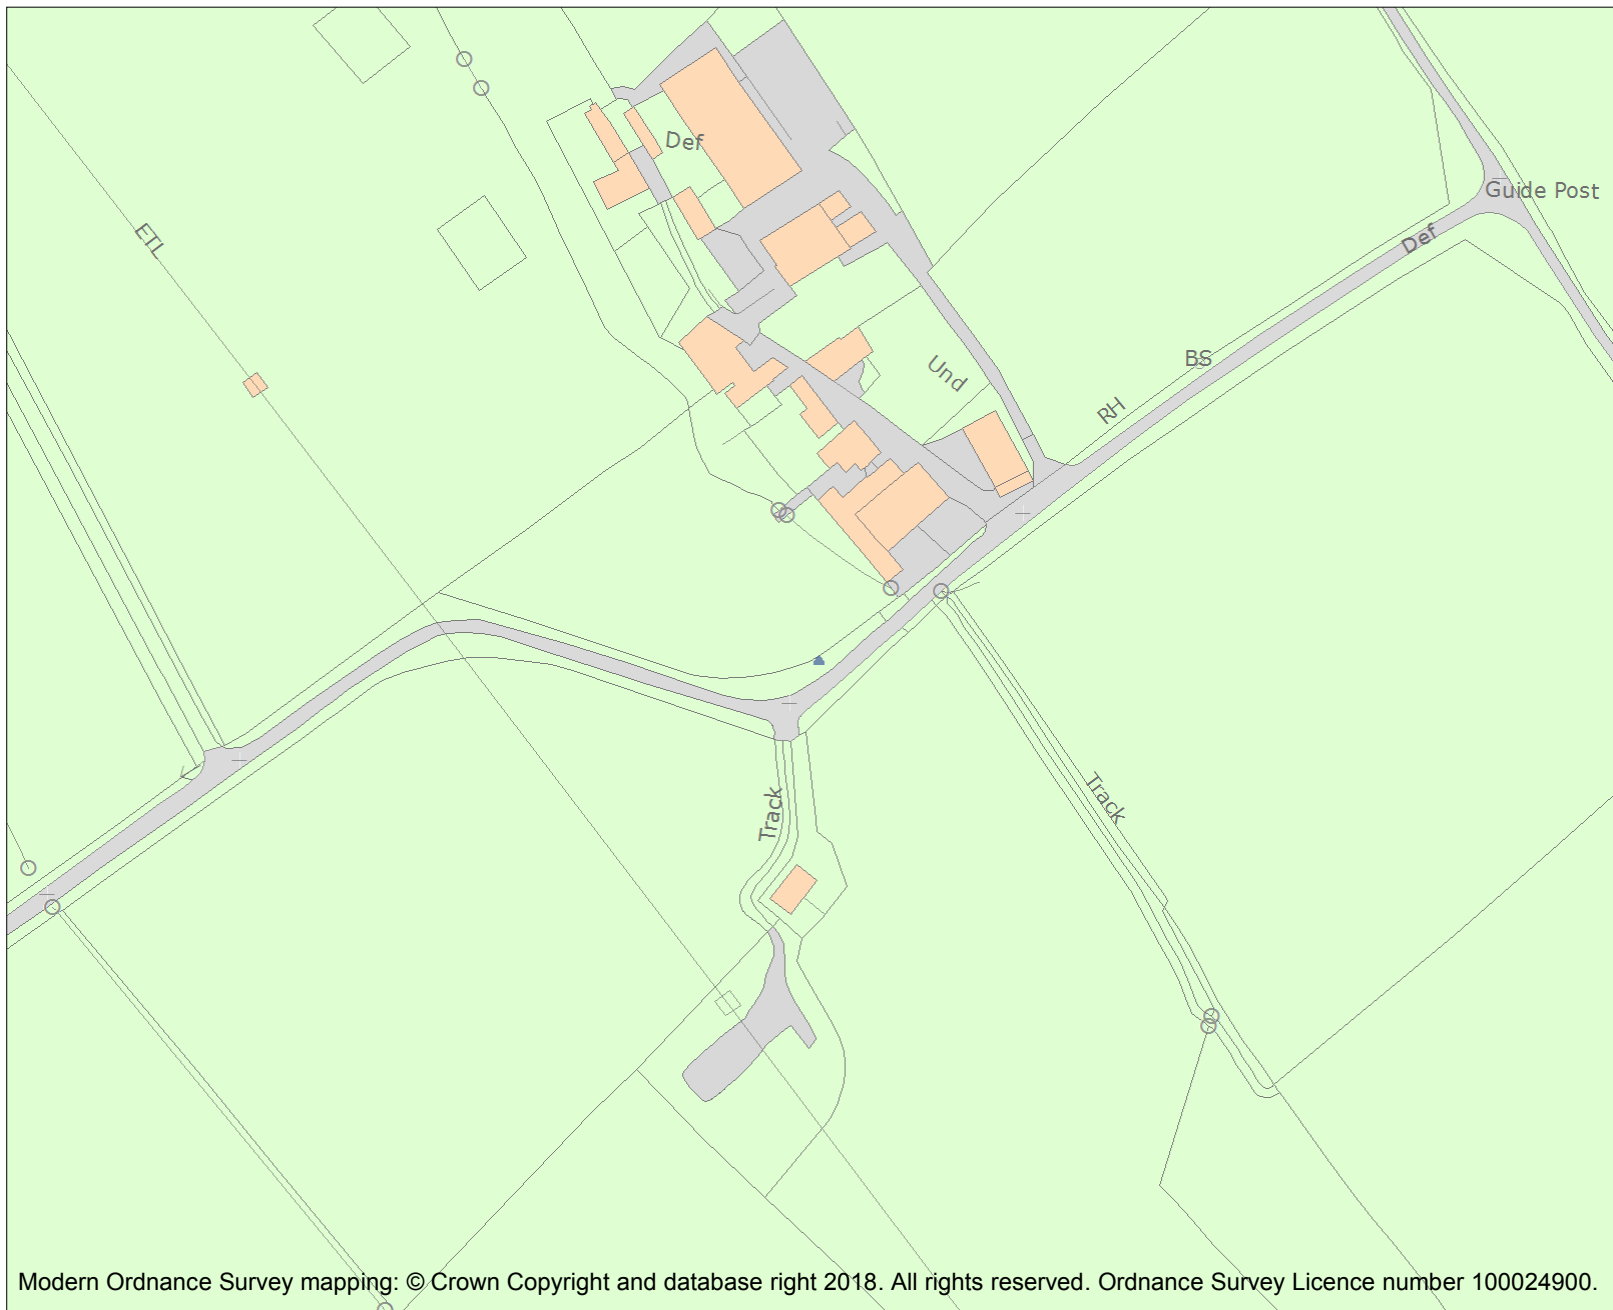 Def
Guide Post
ETL
Def
BS
Und
RH
Track
Track
Modern Ordnance Survey mapping: © Crown Copyright and database right 2018. All rights reserved. Ordnance Survey Licence number 100024900.